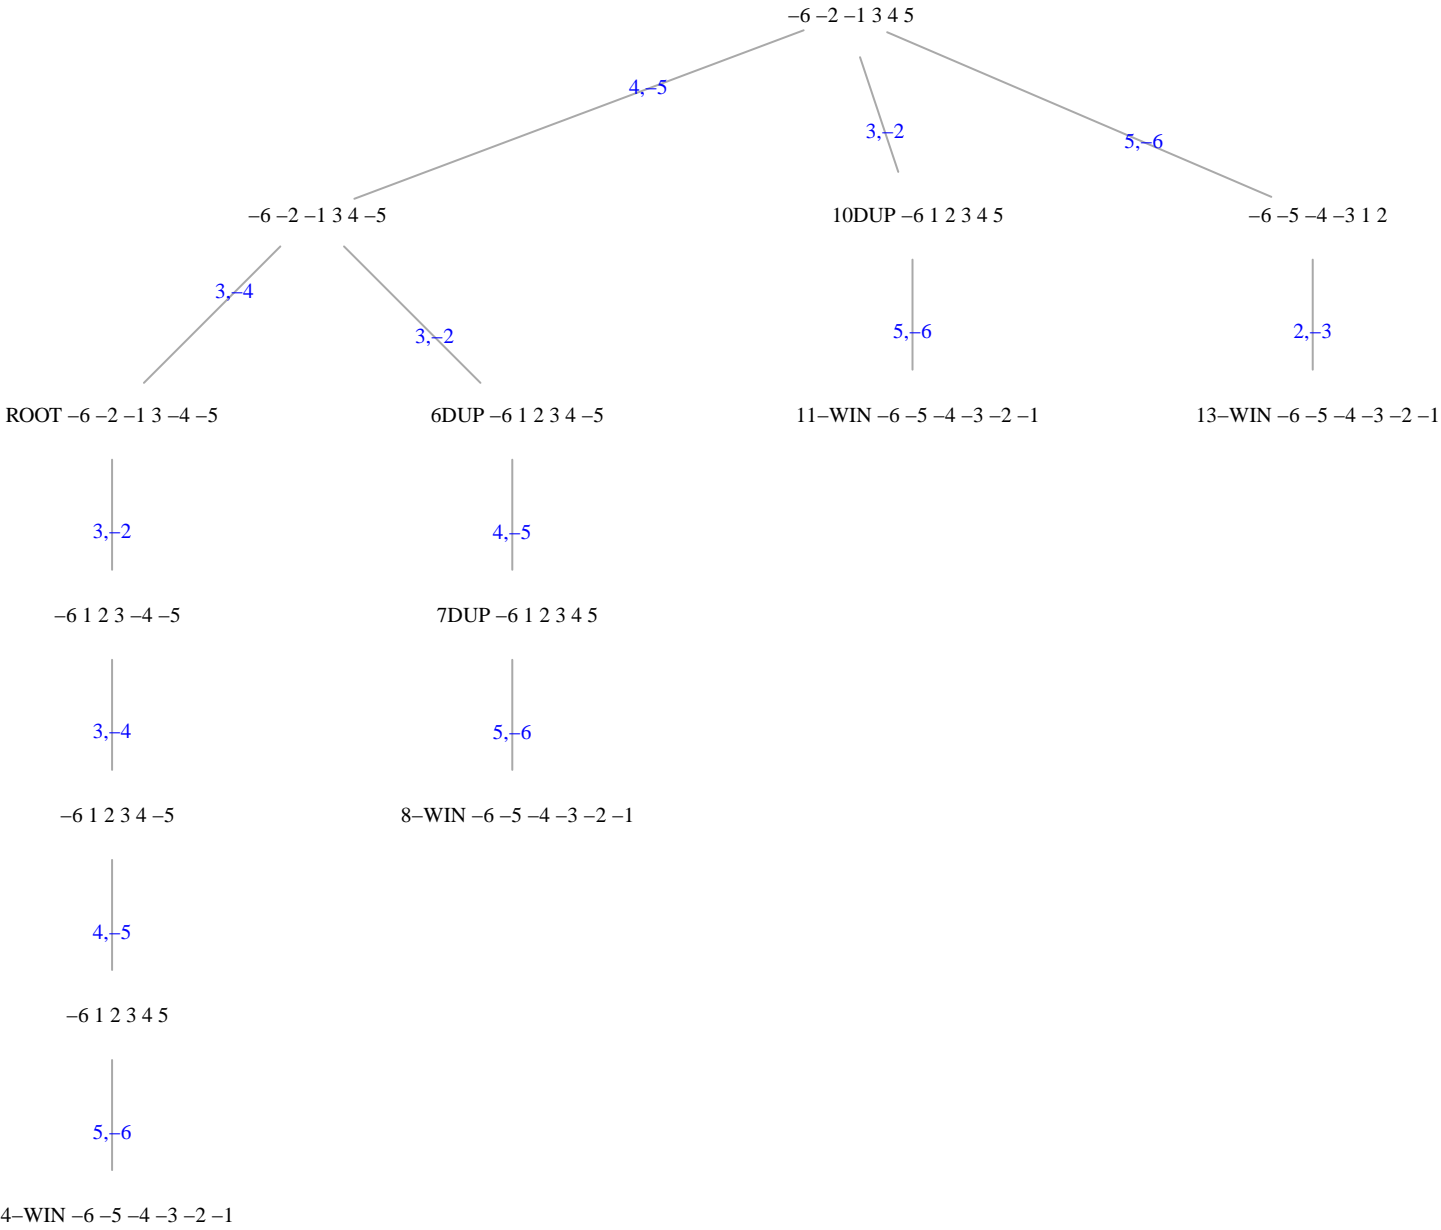 –6 –2 –1 3 4 5
4,–5
3,–2
5,–6
–6 –2 –1 3 4 –5
10DUP –6 1 2 3 4 5
–6 –5 –4 –3 1 2
3,–4
3,–2
5,–6
2,–3
ROOT –6 –2 –1 3 –4 –5
6DUP –6 1 2 3 4 –5
11–WIN –6 –5 –4 –3 –2 –1
13–WIN –6 –5 –4 –3 –2 –1
3,–2
4,–5
–6 1 2 3 –4 –5
7DUP –6 1 2 3 4 5
3,–4
5,–6
–6 1 2 3 4 –5
8–WIN –6 –5 –4 –3 –2 –1
4,–5
–6 1 2 3 4 5
5,–6
4–WIN –6 –5 –4 –3 –2 –1